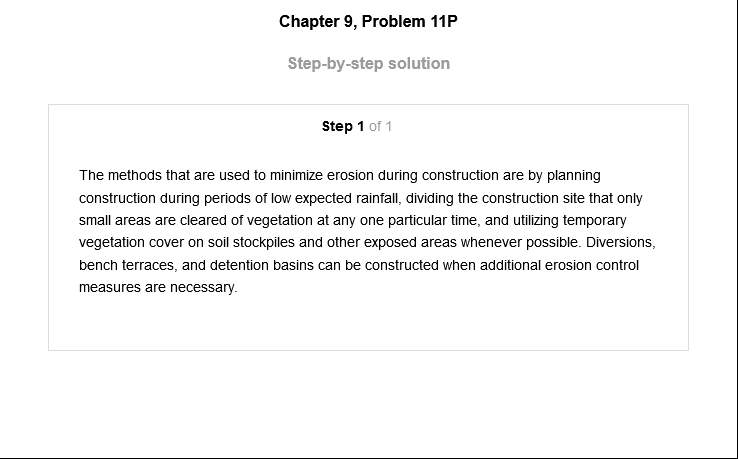 Chapter 9, Problem 11P
Step-by-step solution
Step 1 of 1
The methods that are used to minimize erosion during construction are by planning
construction during periods of low expected rainfall, dividing the construction site that only
small areas are cleared of vegetation at any one particular time, and utilizing temporary
vegetation cover on soil stockpiles and other exposed areas whenever possible. Diversions,
bench terraces, and detention basins can be constructed when additional erosion control
measures are necessary.